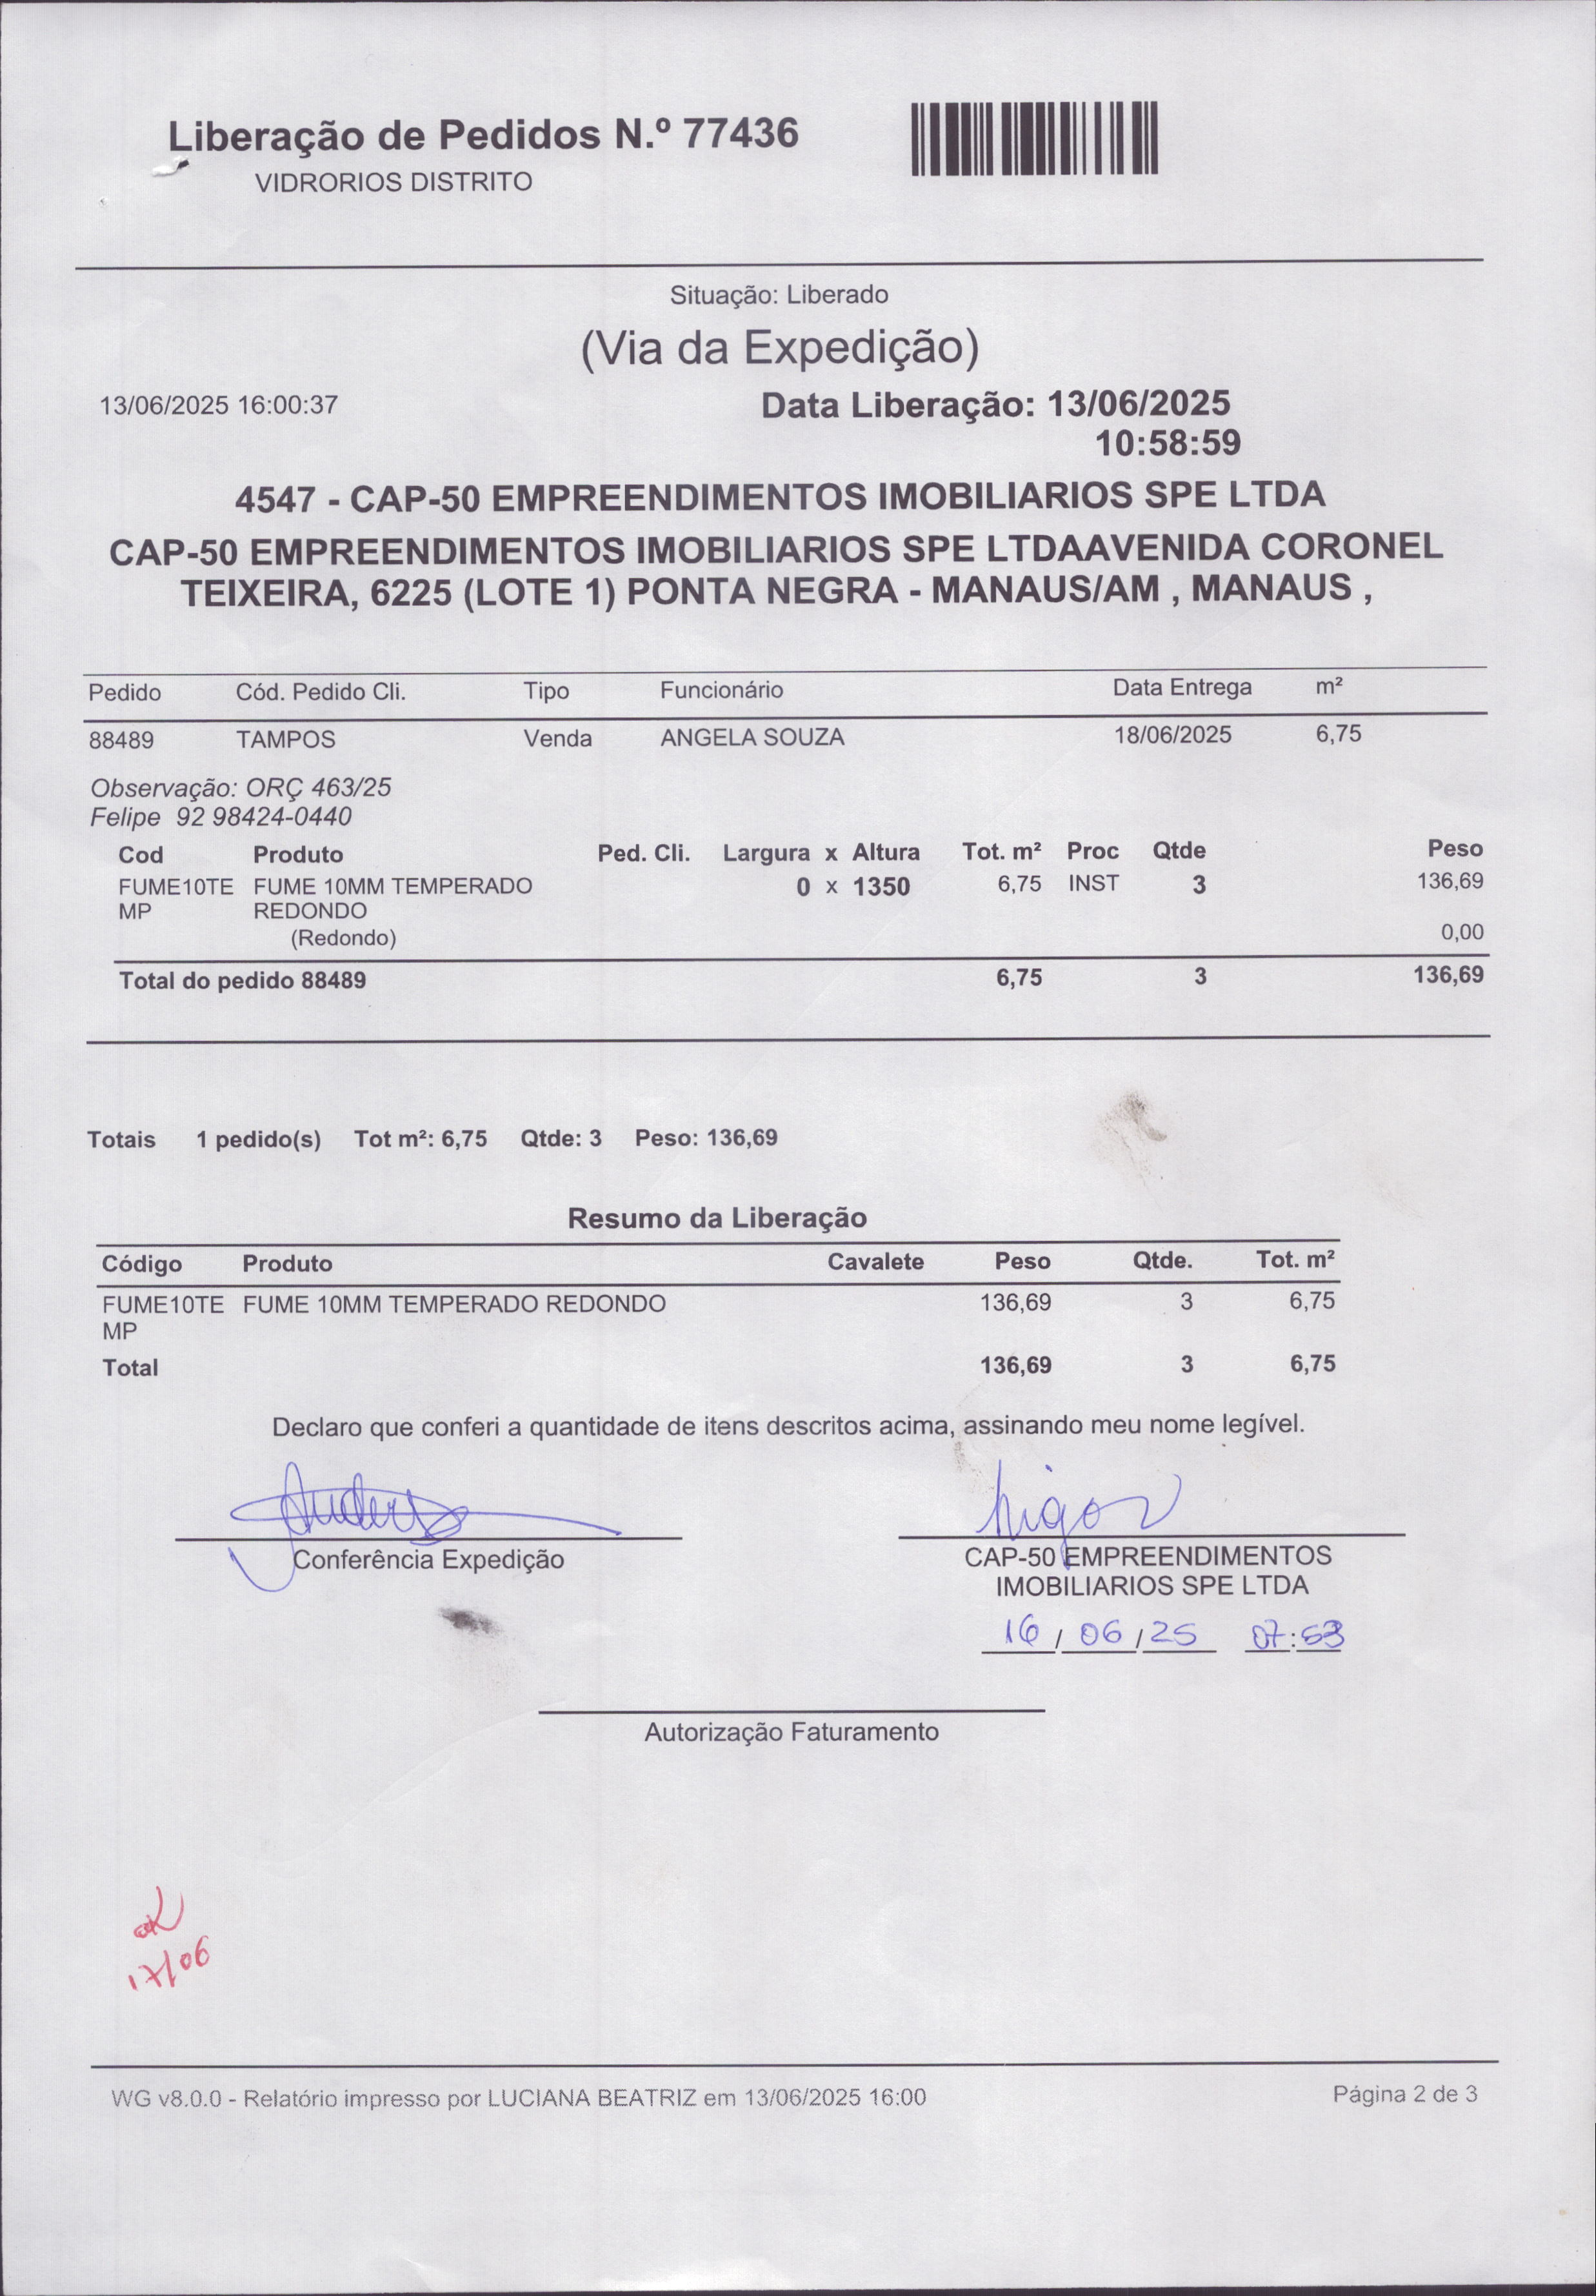 Liberação de Pedidos N.º 77436
VIDRORIOS DISTRITO
Situação: Liberado
(Via da Expedição)
13/06/2025 16:00:37 Data Liberação: 13/06/2025
10:58:59
4547 - CAP-50 EMPREENDIMENTOS IMOBILIARIOS SPE LTDA
CAP-50 EMPREENDIMENTOS IMOBILIARIOS SPE LTDAAVENIDA CORONEL
TEIXEIRA, 6225 (LOTE 1) PONTA NEGRA - MANAUS/AM , MANAUS ,
Pedido Cód. Pedido Cli. Tipo Funcionário Data Entrega m²
88489 TAMPOS Venda ANGELA SOUZA 18/06/2025 6,75
Observação: ORÇ 463/25
Felipe 92 98424-0440
Cod Produto Ped. Cli. Largura x Altura Tot. m² Proc Qtde Peso
FUME10TE FUME 10MM TEMPERADO 0 x 1350 6,75 INST 3 136,69
MP REDONDO
(Redondo) 0,00
Total do pedido 88489 6,75 3 136,69
Totais 1 pedido(s) Tot m²: 6,75 Qtde: 3 Peso: 136,69
Resumo da Liberação
Código Produto Cavalete Peso Qtde. Tot. m²
FUME10TE FUME 10MM TEMPERADO REDONDO 136,69 3 6,75
MP
Total 136,69 3 6,75
Declaro que conferi a quantidade de itens descritos acima, assinando meu nome legível.
Conferência Expedição
CAP-50 EMPREENDIMENTOS
IMOBILIARIOS SPE LTDA
16/06/25 07:53
Autorização Faturamento
OK
17/06
WG v8.0.0 - Relatório impresso por LUCIANA BEATRIZ em 13/06/2025 16:00 Página 2 de 3